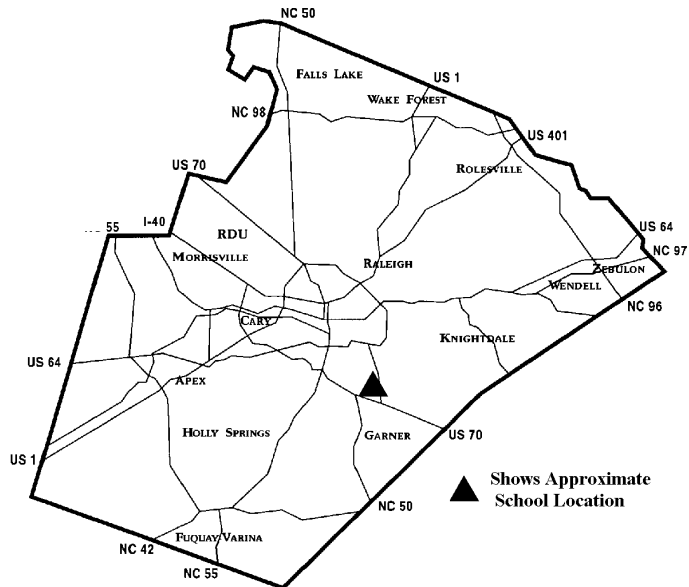 NC 50
FALLS LAKE
US 1
WAKE FOREST
NC 98
US 401
US 70
ROLESVILLE
55
I-40
RDU
US 64
MORRISVILLE
RALEIGH
NC 97
ZEBULON
WENDELL
NC 96
CARY
KNIGHTDALE
US 64
APEX
HOLLY SPRINGS
GARNER
US 70
US 1
Shows Approximate
School Location
NC 50
FUQUAY VARINA
NC 42
NC 55